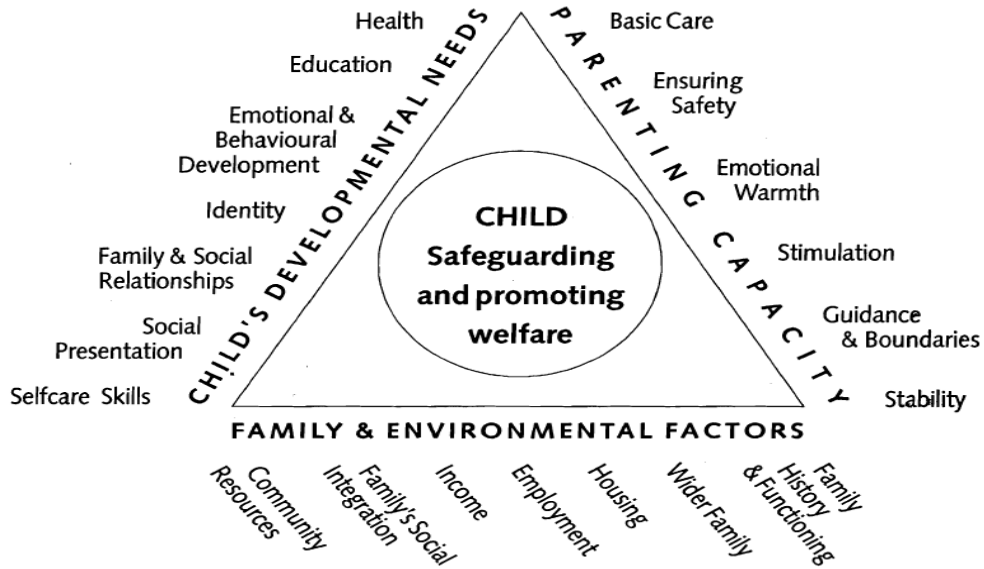 Health
Education
Emotional &
Behavioural
Development
Identity
Family & Social
Relationships
Social
Presentation
Selfcare Skills
CHILD'S DEVELOPMENTAL NEEDS
PARENTING CAPACITY
Basic Care
Ensuring
Safety
Emotional
Warmth
Stimulation
Guidance
& Boundaries
Stability
CHILD
Safeguarding
and promoting
welfare
FAMILY & ENVIRONMENTAL FACTORS
Community
Resources
Family's Social
Integration
Income
Employment
Housing
Wider Family
Family
History
& Functioning